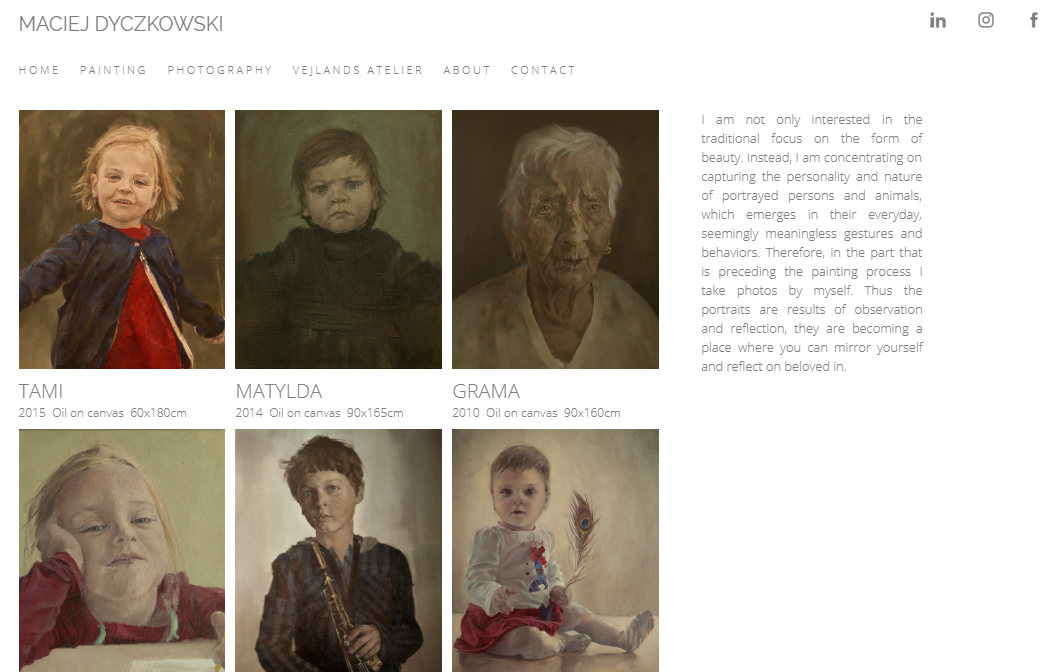 MACIEJ DYCZKOWSKI
HOME PAINTING PHOTOGRAPHY VEJLANDS ATELIER ABOUT CONTACT
I am not only interested in the
traditional focus on the form of
beauty. Instead, I am concentrating on
capturing the personality and nature
of portrayed persons and animals,
which emerges in their everyday,
seemingly meaningless gestures and
behaviors. Therefore, in the part that
is preceding the painting process I
take photos by myself. Thus the
portraits are results of observation
and reflection, they are becoming a
place where you can mirror yourself
and reflect on beloved in.
TAMI
2015 Oil on canvas 60x180cm
MATYLDA
2014 Oil on canvas 90x165cm
GRAMA
2010 Oil on canvas 90x160cm